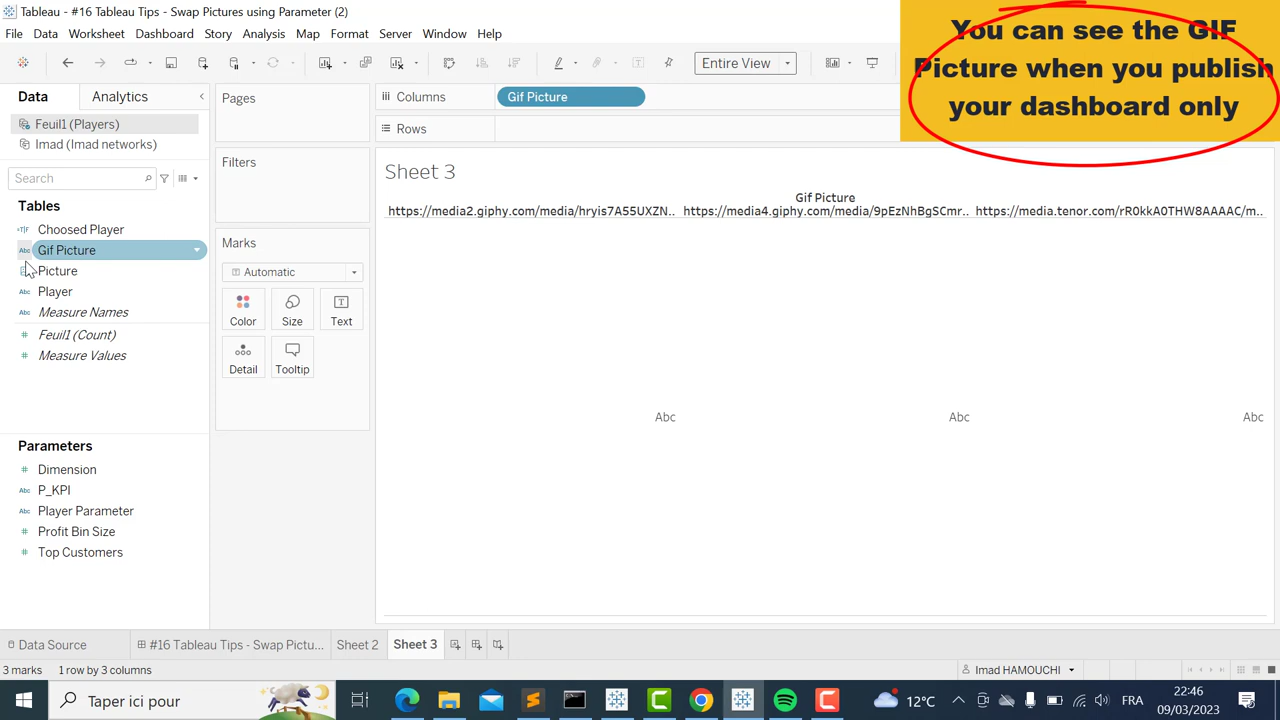 Tableau - #16 Tableau Tips - Swap Pictures using Parameter (2)
You can see the GIF
Picture when you publish
your dashboard only
File Data Worksheet Dashboard Story Analysis Map Format Server Window Help
Entire View
Data Analytics
Pages
Columns Gif Picture
Rows
Feuil1 (Players)
Imad (Imad networks)
Search
Filters
Sheet 3
Tables
Gif Picture
https://media2.giphy.com/media/hryis7A55UXZN.. https://media4.giphy.com/media/9pEzNhBgSCmr.. https://media.tenor.com/rR0kkA0THW8AAAAC/m..
Choosed Player
Abc Gif Picture
Picture
Abc Player
Abc Measure Names
Feuil1 (Count)
Measure Values
Marks
Automatic
Color Size Text
Detail Tooltip
Abc Abc Abc
Parameters
Dimension
Abc P_KPI
Abc Player Parameter
Profit Bin Size
Top Customers
Data Source #16 Tableau Tips - Swap Pictu... Sheet 2 Sheet 3
3 marks 1 row by 3 columns
Imad HAMOUCHI
Taper ici pour
12°C
FRA
22:46
09/03/2023